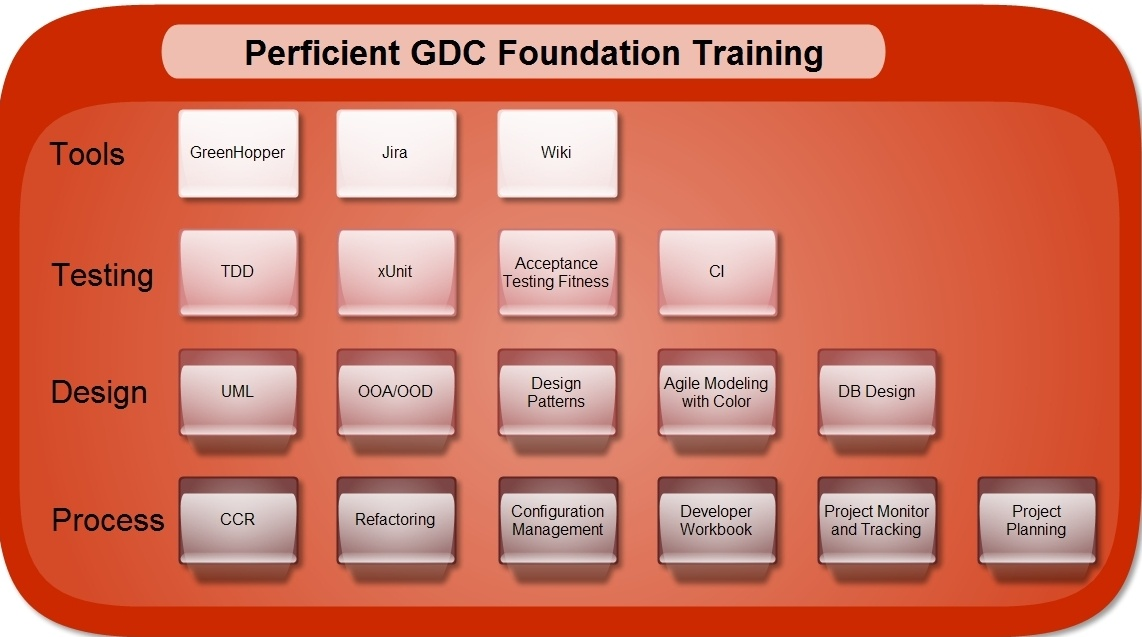 Perficient GDC Foundation Training
Tools
GreenHopper
Jira
Wiki
Testing
TDD
xUnit
Acceptance
Testing Fitness
CI
Design
UML
OOA/OOD
Design
Patterns
Agile Modeling
with Color
DB Design
Process
CCR
Refactoring
Configuration
Management
Developer
Workbook
Project Monitor
and Tracking
Project
Planning